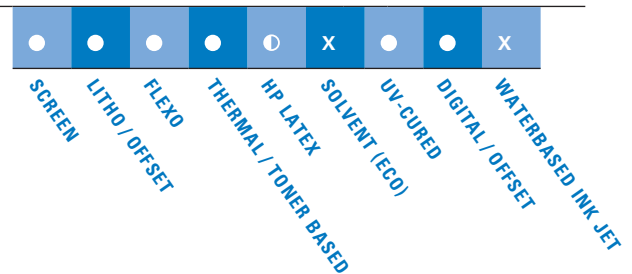 ● ● ● ● ◐ X ● ● X
SCREEN
LITHO / OFFSET
FLEXO
THERMAL / TONER BASED
HP LATEX
SOLVENT (ECO)
UV-CURED
DIGITAL / OFFSET
WATERBASED INK JET